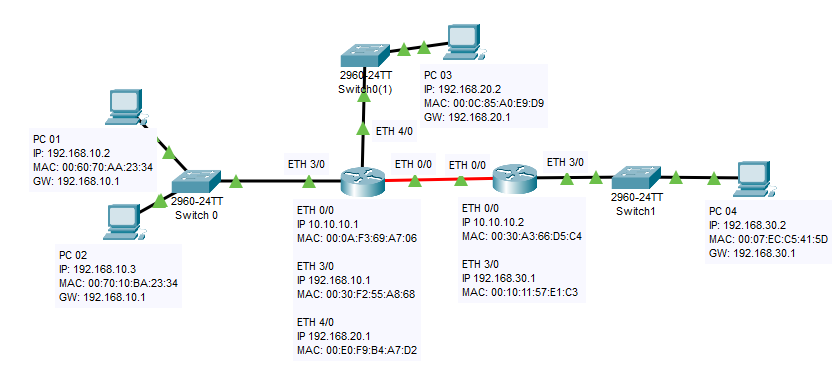 2960-24TT
Switch0(1)
PC 03
IP: 192.168.20.2
MAC: 00:0C:85:A0:E9:D9
GW: 192.168.20.1
ETH 4/0
PC 01
IP: 192.168.10.2
MAC: 00:60:70:AA:23:34
GW: 192.168.10.1
2960-24TT
Switch 0
PC 02
IP: 192.168.10.3
MAC: 00:70:10:BA:23:34
GW: 192.168.10.1
ETH 3/0
ETH 0/0
ETH 0/0
ETH 3/0
ETH 0/0
IP 10.10.10.1
MAC: 00:0A:F3:69:A7:06
ETH 3/0
IP 192.168.10.1
MAC: 00:30:F2:55:A8:68
ETH 4/0
IP 192.168.20.1
MAC: 00:E0:F9:B4:A7:D2
ETH 0/0
IP 10.10.10.2
MAC: 00:30:A3:66:D5:C4
ETH 3/0
IP 192.168.30.1
MAC: 00:10:11:57:E1:C3
2960-24TT
Switch1
PC 04
IP: 192.168.30.2
MAC: 00:07:EC:C5:41:5D
GW: 192.168.30.1